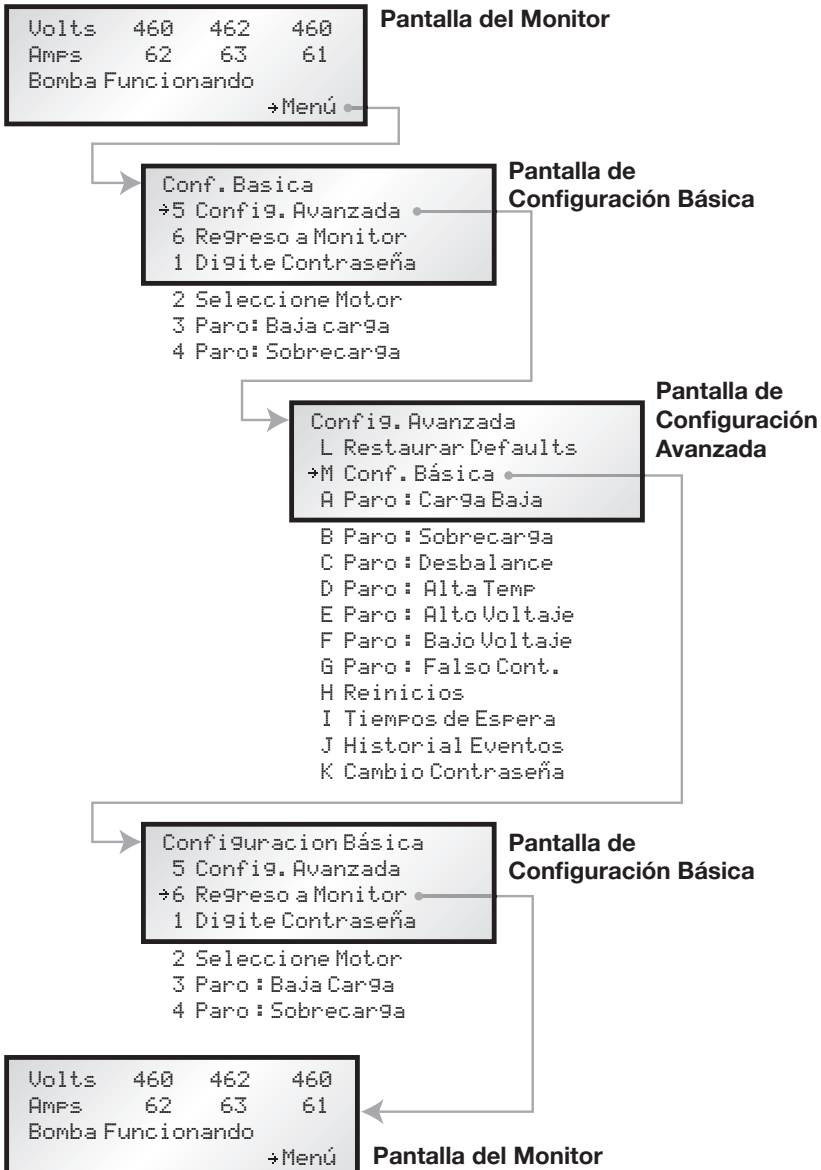 Volts 460 462 460
Amps 62 63 61
Bomba Funcionando
→Menú
Pantalla del Monitor
Conf. Basica
→5 Config. Avanzada
6 Regreso a Monitor
1 Digite Contraseña
2 Seleccione Motor
3 Paro: Baja carga
4 Paro: Sobrecarga
Pantalla de
Configuración Básica
Config. Avanzada
L Restaurar Defaults
→M Conf. Básica
A Paro : Carga Baja
B Paro : Sobrecarga
C Paro : Desbalance
D Paro : Alta Temp
E Paro : Alto Voltaje
F Paro : Bajo Voltaje
G Paro : Falso Cont.
H Reinicios
I Tiempos de Espera
J Historial Eventos
K Cambio Contraseña
Pantalla de
Configuración
Avanzada
Configuracion Básica
5 Config. Avanzada
→6 Regreso a Monitor
1 Digite Contraseña
2 Seleccione Motor
3 Paro : Baja Carga
4 Paro : Sobrecarga
Pantalla de
Configuración Básica
Volts 460 462 460
Amps 62 63 61
Bomba Funcionando
→Menú
Pantalla del Monitor